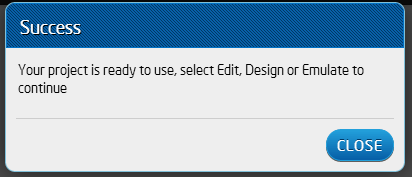 Success
Your project is ready to use, select Edit, Design or Emulate to
continue
CLOSE